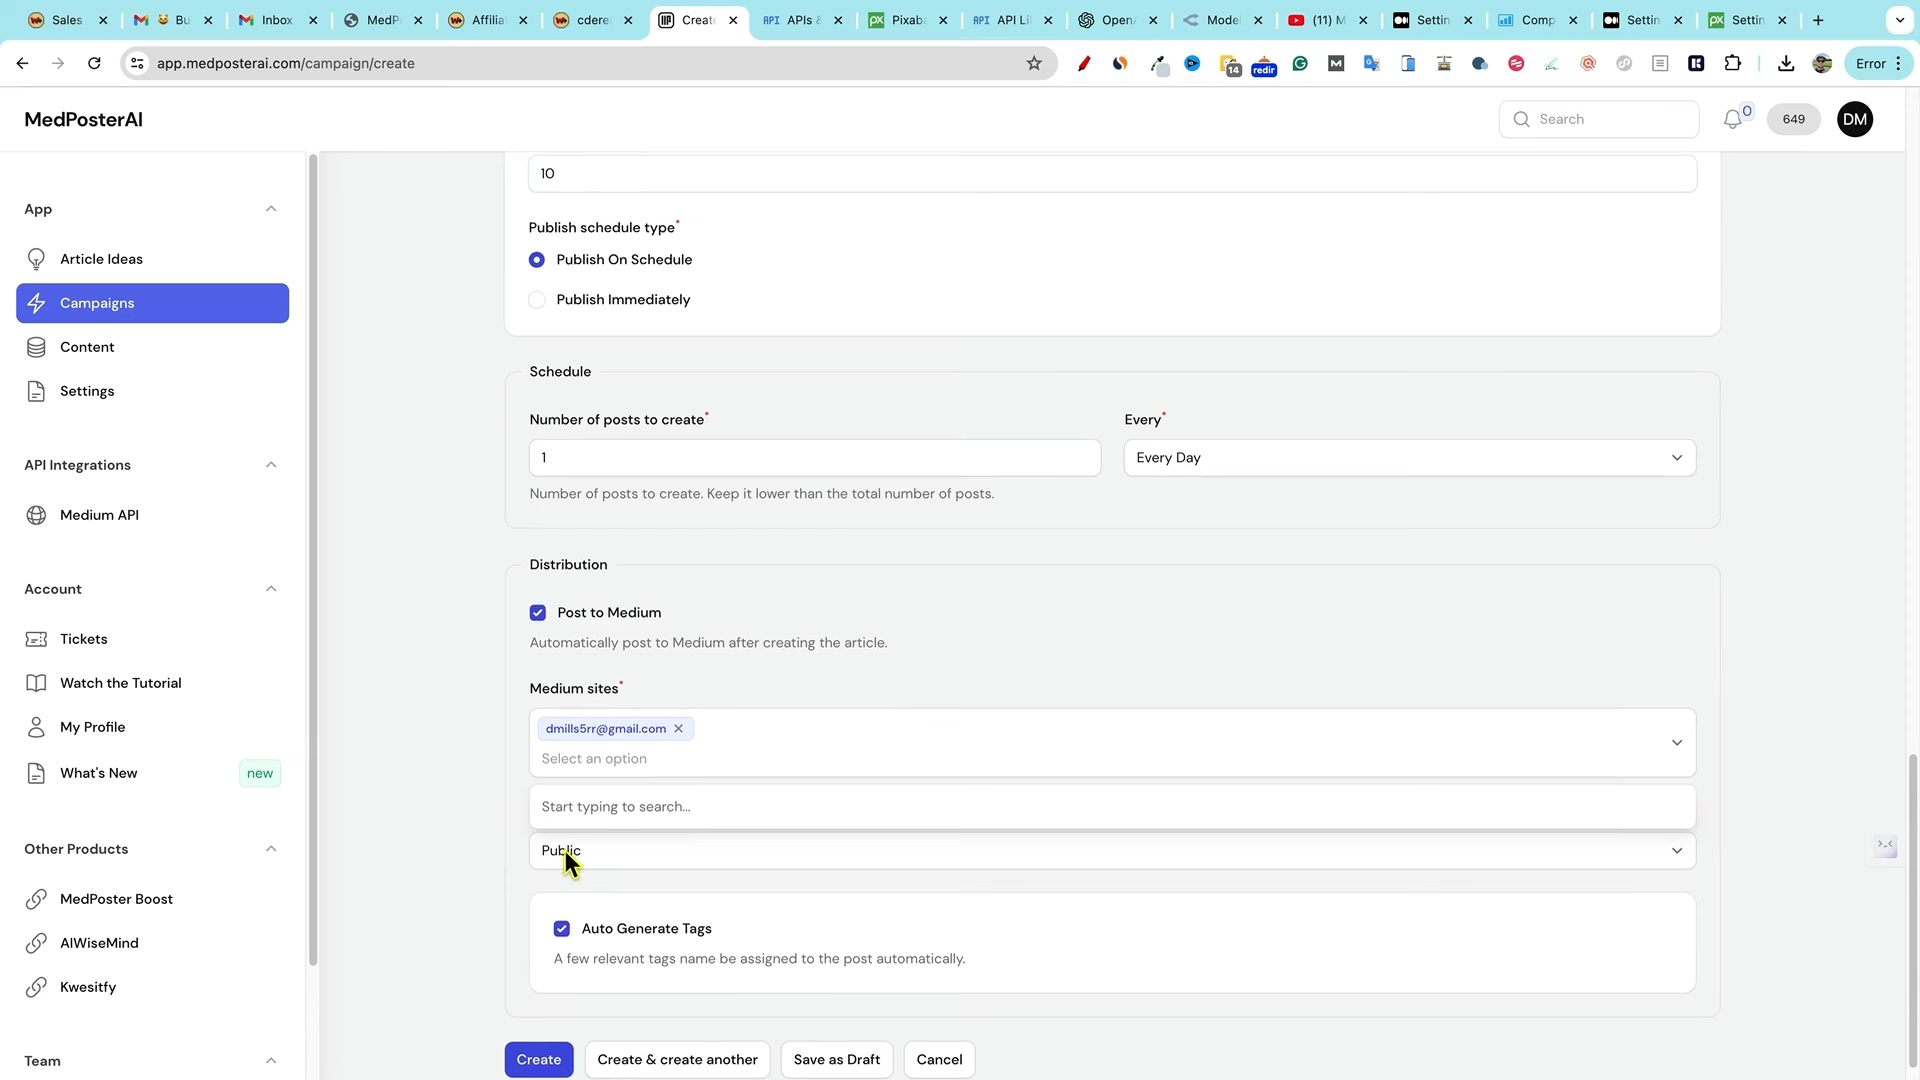 Sales
Bu
Inbox
MedP
Affilia
cdere
Creat
APIs &
Pixab
API Li
Open
Model
(11) M
Settin
Comp
Settin
Settin
app.medposterai.com/campaign/create
14
redir
Error
MedPosterAI
Search
0
649
DM
App
Article Ideas
Campaigns
Content
Settings
API Integrations
Medium API
Account
Tickets
Watch the Tutorial
My Profile
What's New
new
Other Products
MedPoster Boost
AIWiseMind
Kwesitfy
Team
10
Publish schedule type*
Publish On Schedule
Publish Immediately
Schedule
Number of posts to create*
1
Number of posts to create. Keep it lower than the total number of posts.
Every*
Every Day
Distribution
Post to Medium
Automatically post to Medium after creating the article.
Medium sites*
dmills5rr@gmail.com
Select an option
Start typing to search...
Public
Auto Generate Tags
A few relevant tags name be assigned to the post automatically.
Create
Create & create another
Save as Draft
Cancel